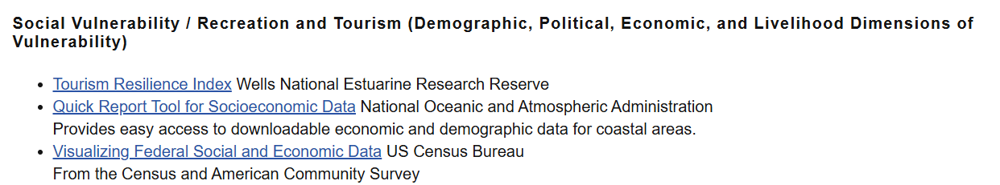 Social Vulnerability / Recreation and Tourism (Demographic, Political, Economic, and Livelihood Dimensions of
Vulnerability)
• Tourism Resilience Index Wells National Estuarine Research Reserve
• Quick Report Tool for Socioeconomic Data National Oceanic and Atmospheric Administration
Provides easy access to downloadable economic and demographic data for coastal areas.
• Visualizing Federal Social and Economic Data US Census Bureau
From the Census and American Community Survey